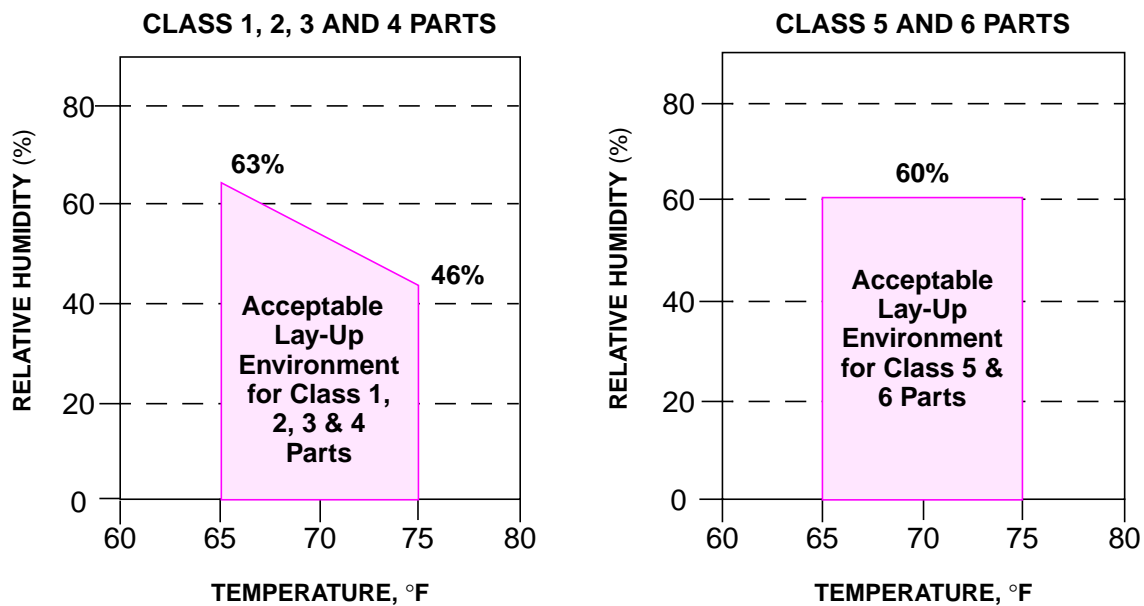 CLASS 1, 2, 3 AND 4 PARTS
RELATIVE HUMIDITY (%)
80
60
40
20
0
63%
46%
Acceptable
Lay-Up
Environment
for Class 1,
2, 3 & 4
Parts
60
65
70
75
80
TEMPERATURE, °F
CLASS 5 AND 6 PARTS
RELATIVE HUMIDITY (%)
80
60
40
20
0
60%
Acceptable
Lay-Up
Environment
for Class 5 &
6 Parts
60
65
70
75
80
TEMPERATURE, °F